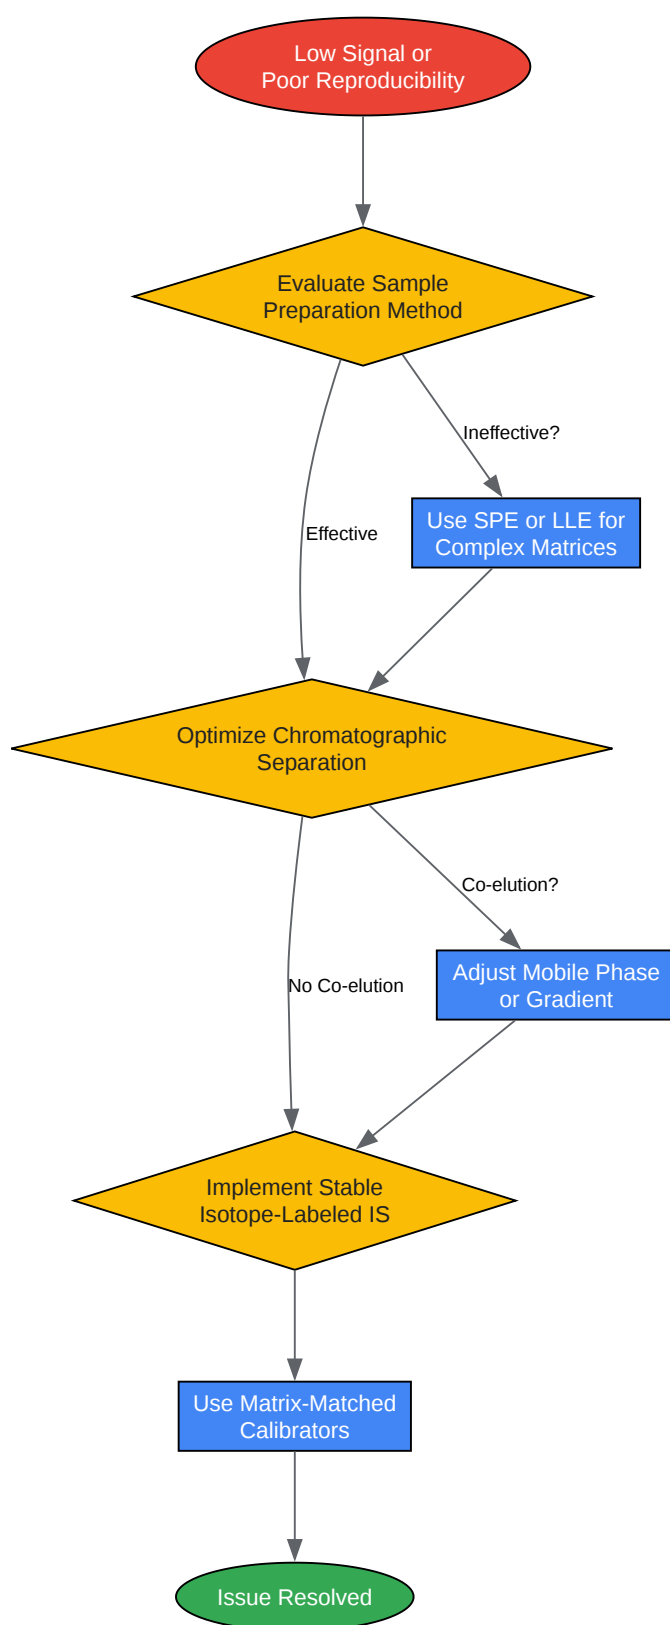 Low Signal or
Poor Reproducibility
Evaluate Sample
Preparation Method
Ineffective?
Use SPE or LLE for
Complex Matrices
Effective
Optimize Chromatographic
Separation
Co-elution?
Adjust Mobile Phase
or Gradient
No Co-elution
Implement Stable
Isotope-Labeled IS
Use Matrix-Matched
Calibrators
Issue Resolved